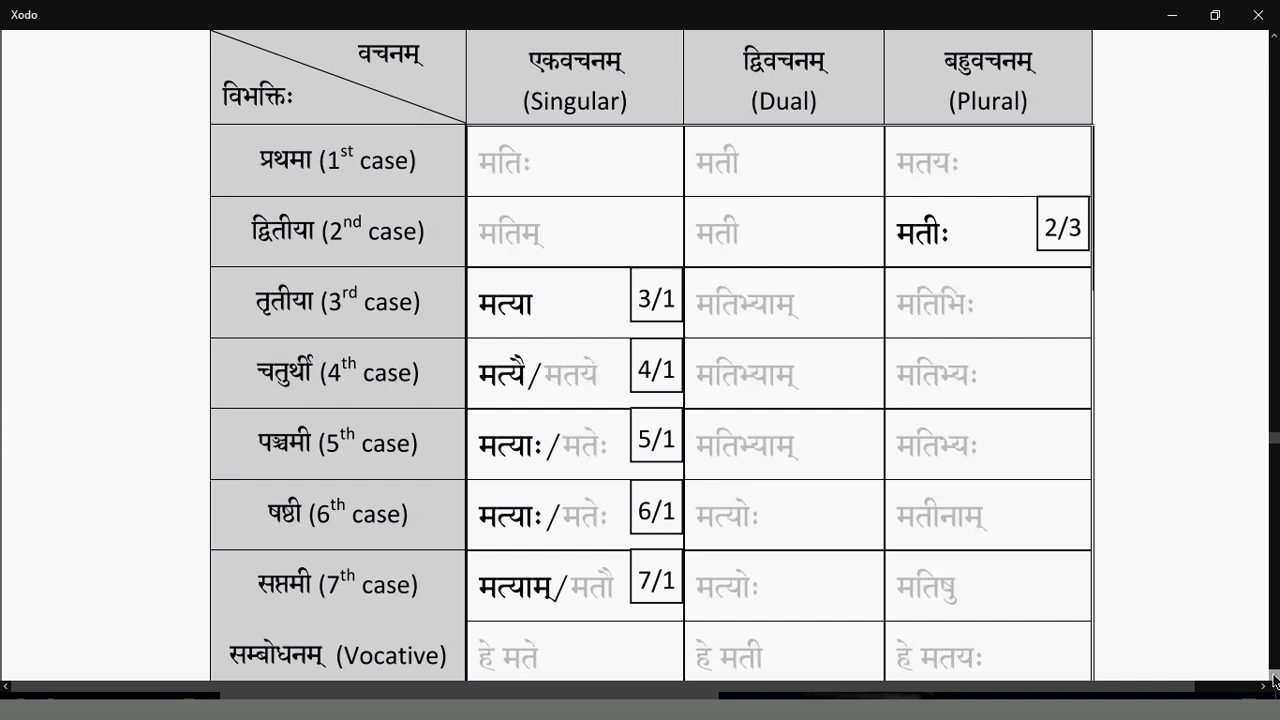 Xodo
वचनम्
विभक्तिः
एकवचनम्
(Singular)
द्विवचनम्
(Dual)
बहुवचनम्
(Plural)
प्रथमा (1st case)
मतिः
मती
मतयः
द्वितीया (2nd case)
मतिम्
मती
मतीः
2/3
तृतीया (3rd case)
मत्या
3/1
मतिभ्याम्
मतिभिः
चतुर्थी (4th case)
मत्यै/मतये
4/1
मतिभ्याम्
मतिभ्यः
पञ्चमी (5th case)
मत्याः/मतेः
5/1
मतिभ्याम्
मतिभ्यः
षष्ठी (6th case)
मत्याः/मतेः
6/1
मत्योः
मतीनाम्
सप्तमी (7th case)
मत्याम्/मतौ
7/1
मत्योः
मतिषु
सम्बोधनम् (Vocative)
हे मते
हे मती
हे मतयः